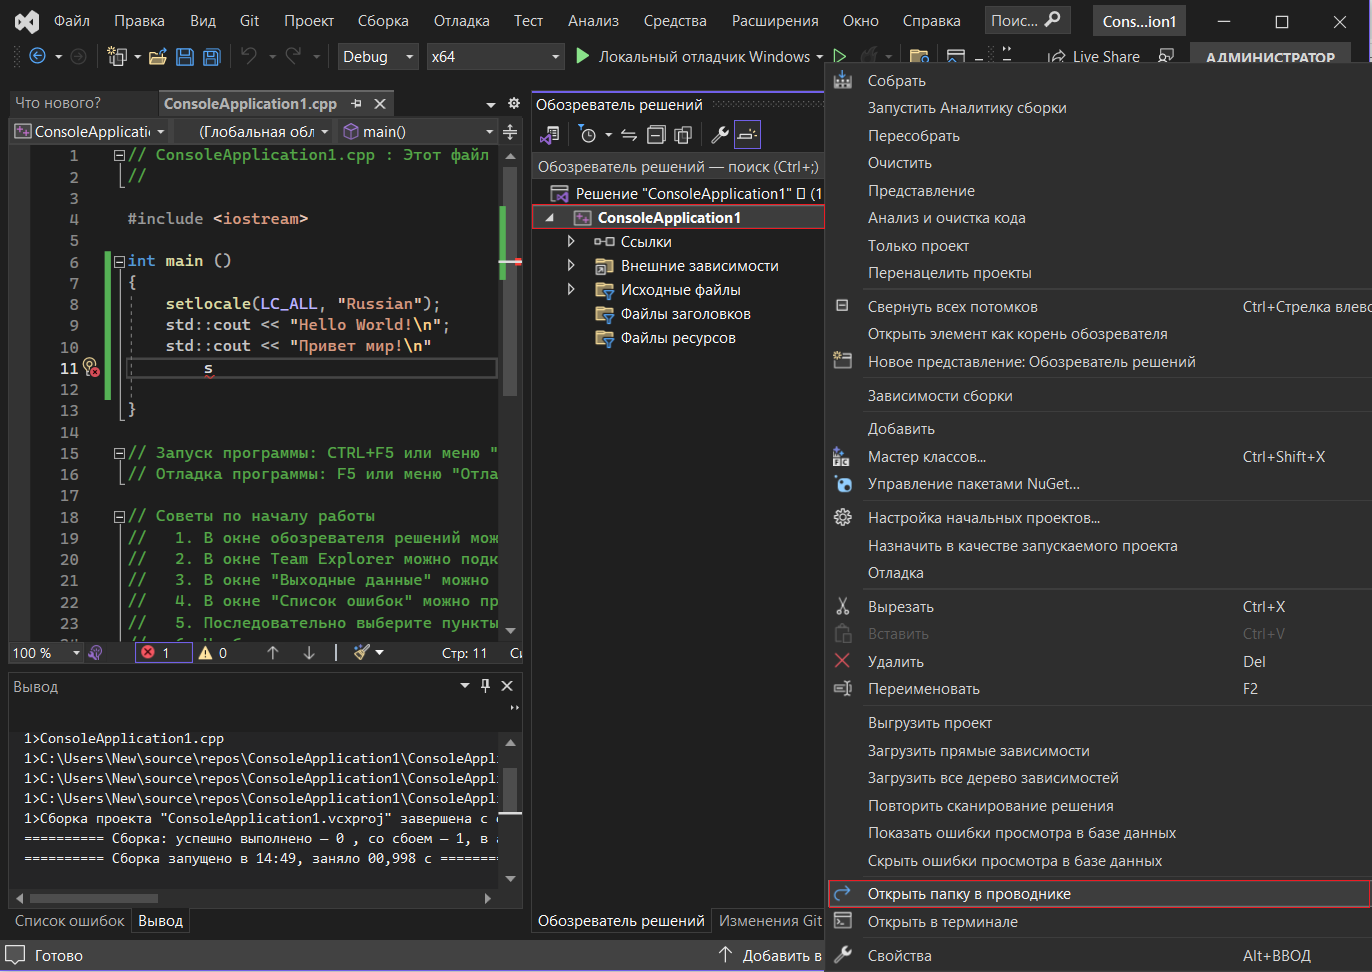 Файл Правка Вид Git Проект Сборка Отладка Тест Анализ Средства Расширения Окно Справка Поис... Cons...ion1
Debug x64 Локальный отладчик Windows Live Share АДМИНИСТРАТОР
Что нового? ConsoleApplication1.cpp
ConsoleApplicati (Глобальная обл main()
1 // ConsoleApplication1.cpp : Этот файл
2 //
3
4 #include <iostream>
5
6 int main ()
7 {
8 setlocale(LC_ALL, "Russian");
9 std::cout << "Hello World!\n";
10 std::cout << "Привет мир!\n"
11 s
12
13 }
14
15 // Запуск программы: CTRL+F5 или меню "
16 // Отладка программы: F5 или меню "Отла
17
18 // Советы по началу работы
19 // 1. В окне обозревателя решений мож
20 // 2. В окне Team Explorer можно подк
21 // 3. В окне "Выходные данные" можно
22 // 4. В окне "Список ошибок" можно пр
23 // 5. Последовательно выберите пункты
100 % 1 0 Стр: 11
Вывод
1>ConsoleApplication1.cpp
1>C:\Users\New\source\repos\ConsoleApplication1\ConsoleAppl
1>C:\Users\New\source\repos\ConsoleApplication1\ConsoleAppl
1>C:\Users\New\source\repos\ConsoleApplication1\ConsoleAppl
1>Сборка проекта "ConsoleApplication1.vcxproj" завершена с
========== Сборка: успешно выполнено — 0 , со сбоем — 1, в
========== Сборка запущено в 14:49, заняло 00,998 с ========
Список ошибок Вывод
Обозреватель решений
Обозреватель решений — поиск (Ctrl+;)
Решение "ConsoleApplication1" (1
ConsoleApplication1
Ссылки
Внешние зависимости
Исходные файлы
Файлы заголовков
Файлы ресурсов
Обозреватель решений Изменения Git
Собрать
Запустить Аналитику сборки
Пересобрать
Очистить
Представление
Анализ и очистка кода
Только проект
Перенацелить проекты
Свернуть всех потомков Ctrl+Стрелка влево
Открыть элемент как корень обозревателя
Новое представление: Обозреватель решений
Зависимости сборки
Добавить
Мастер классов... Ctrl+Shift+X
Управление пакетами NuGet...
Настройка начальных проектов...
Назначить в качестве запускаемого проекта
Отладка
Вырезать Ctrl+X
Вставить Ctrl+V
Удалить Del
Переименовать F2
Выгрузить проект
Загрузить прямые зависимости
Загрузить все дерево зависимостей
Повторить сканирование решения
Показать ошибки просмотра в базе данных
Скрыть ошибки просмотра в базе данных
Открыть папку в проводнике
Открыть в терминале
Свойства Alt+ВВОД
Готово Добавить в